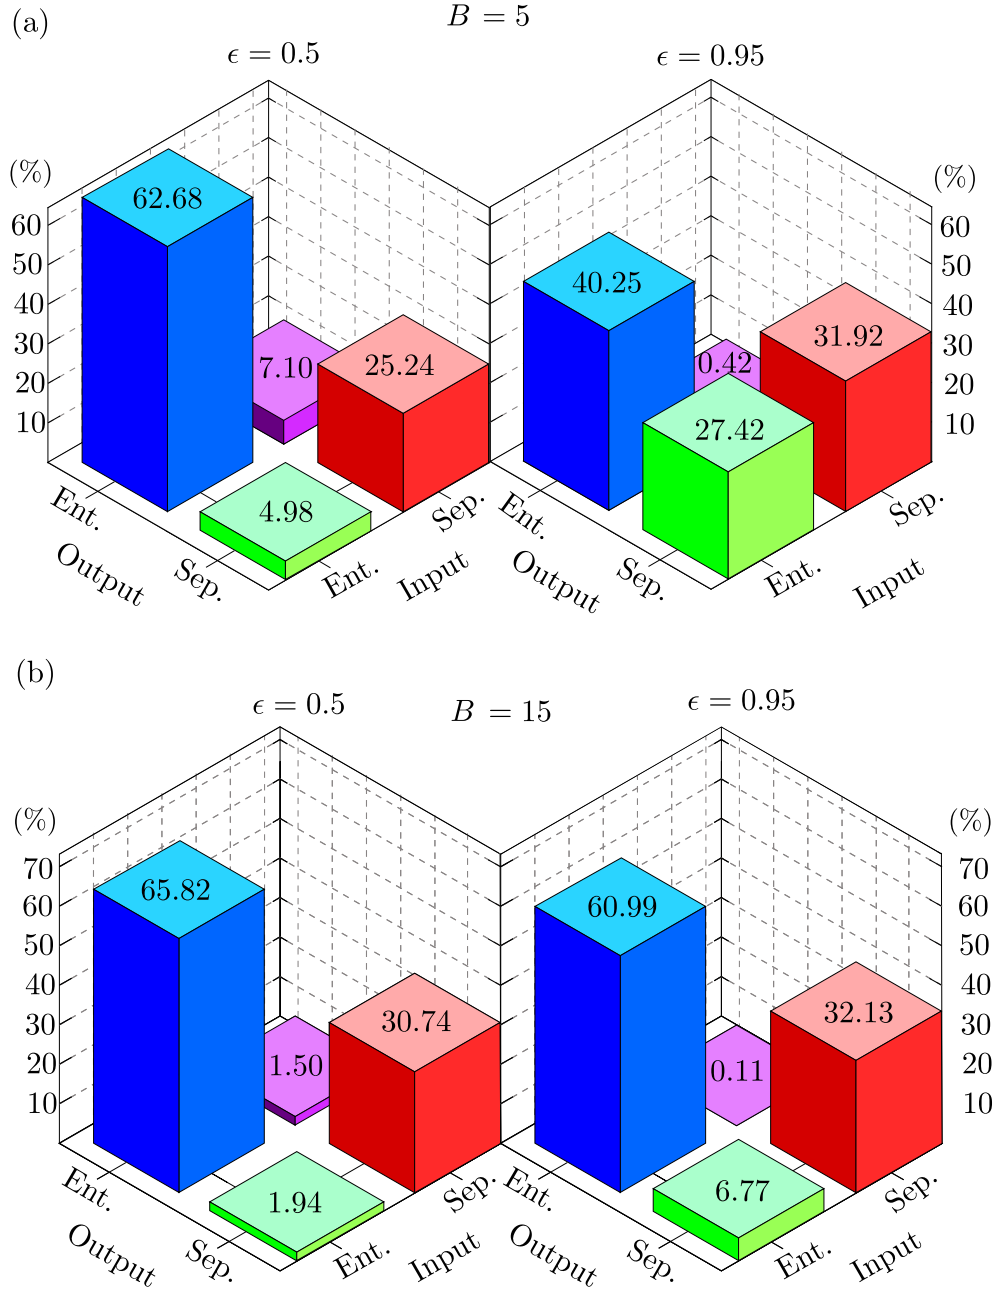 (a)
B = 5
ϵ = 0.5
ϵ = 0.95
(%)
(%)
60
50
40
30
20
10
60
50
40
30
20
10
62.68
7.10
25.24
4.98
40.25
0.42
31.92
27.42
Ent.
Sep.
Output
Ent.
Sep.
Input
Ent.
Sep.
Output
Ent.
Sep.
Input
(b)
B = 15
ϵ = 0.5
ϵ = 0.95
(%)
(%)
70
60
50
40
30
20
10
70
60
50
40
30
20
10
65.82
1.50
30.74
1.94
60.99
0.11
32.13
6.77
Ent.
Sep.
Output
Ent.
Sep.
Input
Ent.
Sep.
Output
Ent.
Sep.
Input